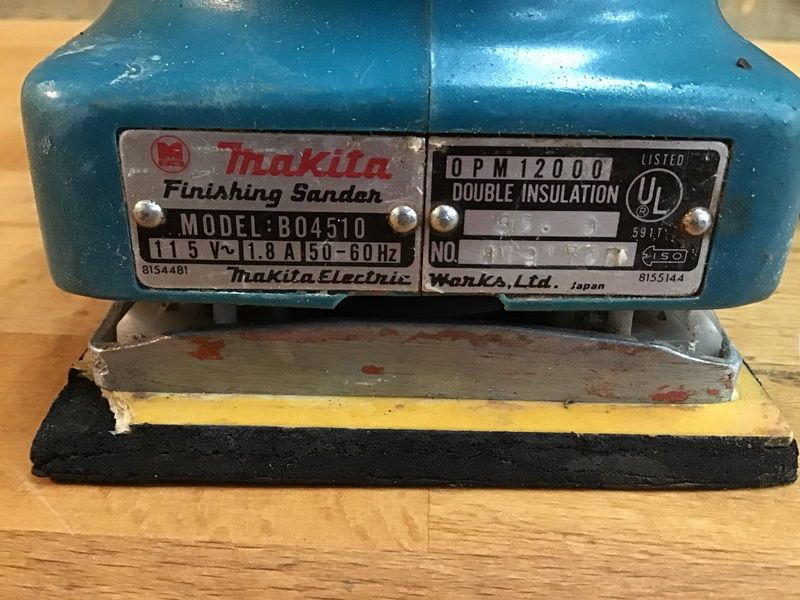 Makita
Finishing Sander
MODEL:BO4510
115 V~ 1.8 A 50-60Hz
8154481 Makita Electric
OPM12000
LISTED
DOUBLE INSULATION
UL
®
591T
NO.
ISO
Works,Ltd. Japan
8155144